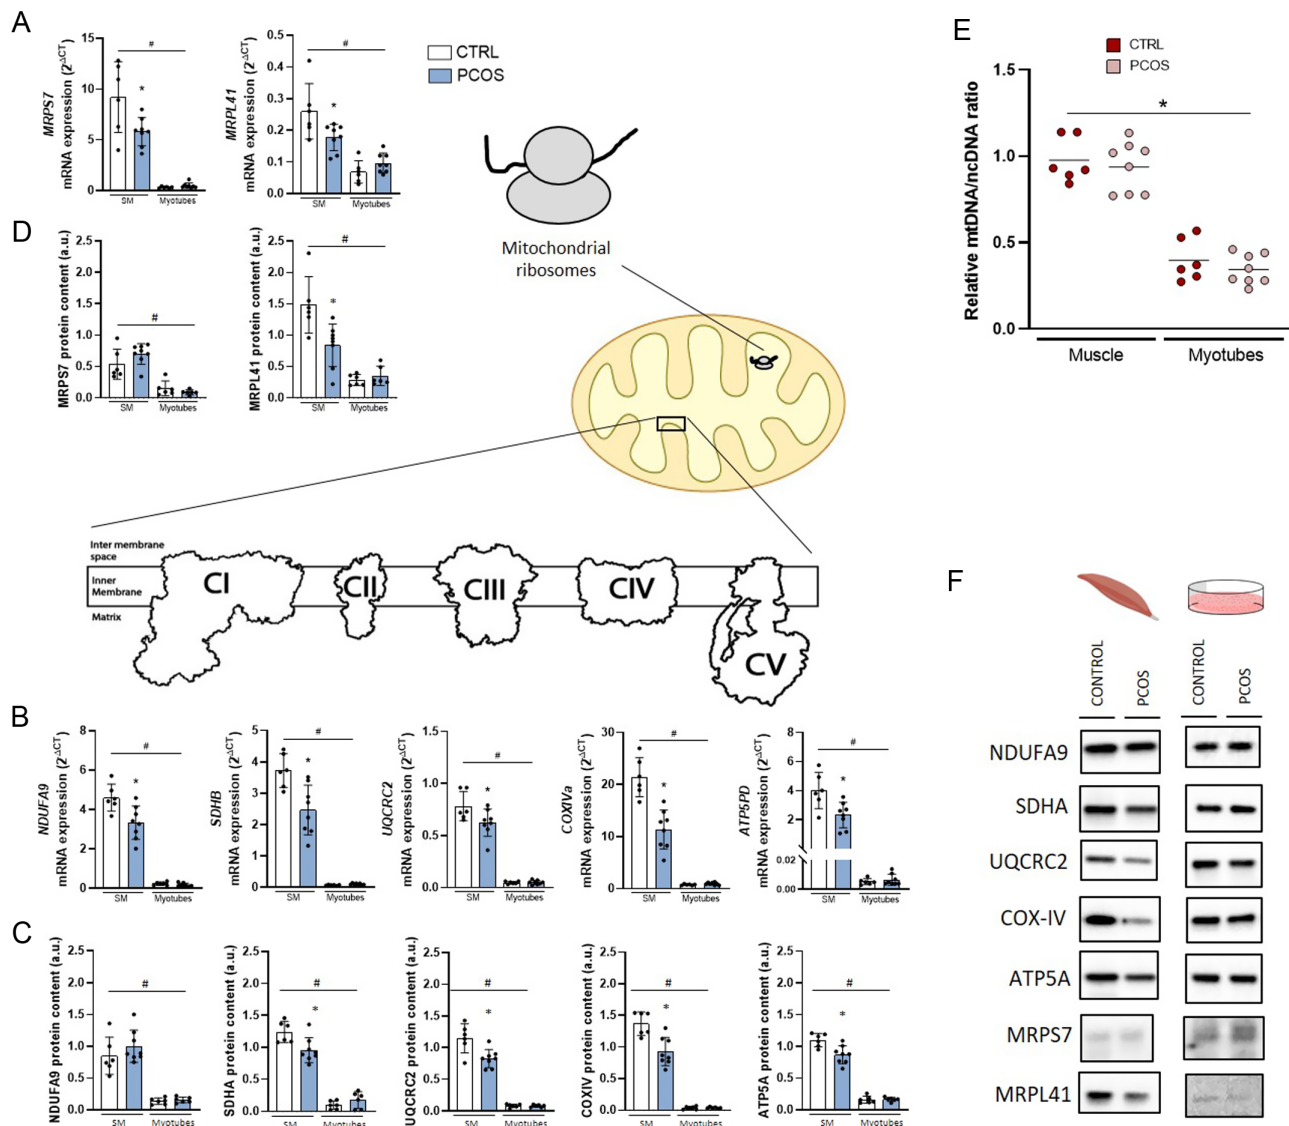 A
MRPS7
mRNA expression (2^-ΔCT)
15
10
5
0
#
*
SM
Myotubes
MRPL41
mRNA expression (2^-ΔCT)
0.5
0.4
0.3
0.2
0.1
0.0
#
*
SM
Myotubes
CTRL
PCOS
Mitochondrial
ribosomes
D
MRPS7 protein content (a.u.)
2.5
2.0
1.5
1.0
0.5
0.0
#
SM
Myotubes
MRPL41 protein content (a.u.)
2.5
2.0
1.5
1.0
0.5
0.0
#
*
SM
Myotubes
E
CTRL
PCOS
Relative mtDNA/ncDNA ratio
1.5
1.0
0.5
0.0
*
Muscle
Myotubes
Inter membrane
space
Inner
Membrane
Matrix
CI
CII
CIII
CIV
CV
B
NDUFA9
mRNA expression (2^-ΔCT)
8
6
4
2
0
#
*
SM
Myotubes
SDHB
mRNA expression (2^-ΔCT)
5
4
3
2
1
0
#
*
SM
Myotubes
UQCRC2
mRNA expression (2^-ΔCT)
1.5
1.0
0.5
0.0
#
*
SM
Myotubes
COXIVa
mRNA expression (2^-ΔCT)
30
20
10
0
#
*
SM
Myotubes
ATP5PD
mRNA expression (2^-ΔCT)
8
6
4
2
0.02
0.00
#
*
SM
Myotubes
C
NDUFA9 protein content (a.u.)
2.5
2.0
1.5
1.0
0.5
0.0
#
SM
Myotubes
SDHA protein content (a.u.)
2.5
2.0
1.5
1.0
0.5
0.0
#
*
SM
Myotubes
UQCRC2 protein content (a.u.)
2.5
2.0
1.5
1.0
0.5
0.0
#
*
SM
Myotubes
COXIV protein content (a.u.)
2.5
2.0
1.5
1.0
0.5
0.0
#
*
SM
Myotubes
ATP5A protein content (a.u.)
2.5
2.0
1.5
1.0
0.5
0.0
#
*
SM
Myotubes
F
CONTROL
PCOS
CONTROL
PCOS
NDUFA9
SDHA
UQCRC2
COX-IV
ATP5A
MRPS7
MRPL41